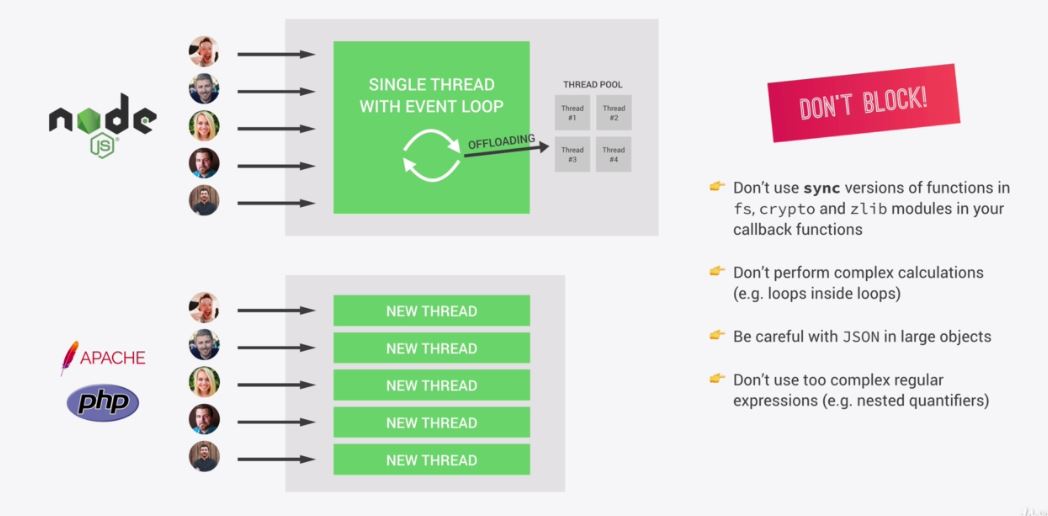 node
JS
SINGLE THREAD
WITH EVENT LOOP
OFFLOADING
THREAD POOL
Thread
#1
Thread
#2
Thread
#3
Thread
#4
APACHE
php
NEW THREAD
NEW THREAD
NEW THREAD
NEW THREAD
NEW THREAD
DON'T BLOCK!
Don't use sync versions of functions in
fs, crypto and zlib modules in your
callback functions
Don't perform complex calculations
(e.g. loops inside loops)
Be careful with JSON in large objects
Don't use too complex regular
expressions (e.g. nested quantifiers)